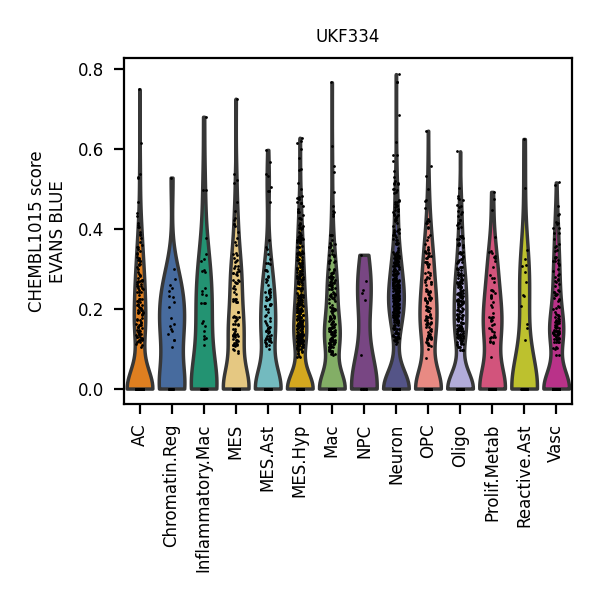 UKF334
CHEMBL1015 score
EVANS BLUE
0.8
0.6
0.4
0.2
0.0
AC
Chromatin.Reg
Inflammatory.Mac
MES
MES.Ast
MES.Hyp
Mac
NPC
Neuron
OPC
Oligo
Prolif.Metab
Reactive.Ast
Vasc